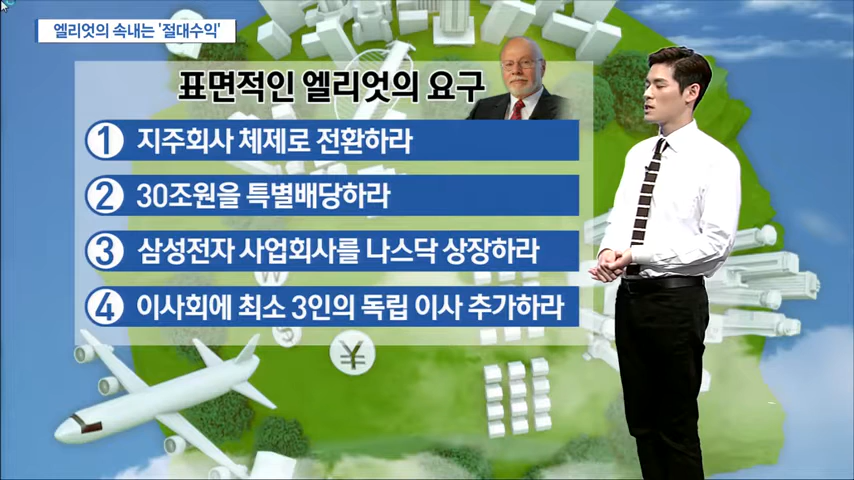 엘리엇의 속내는 '절대수익'
표면적인 엘리엇의 요구
1 지주회사 체제로 전환하라
2 30조원을 특별배당하라
3 삼성전자 사업회사를 나스닥 상장하라
4 이사회에 최소 3인의 독립 이사 추가하라
₩
$
¥